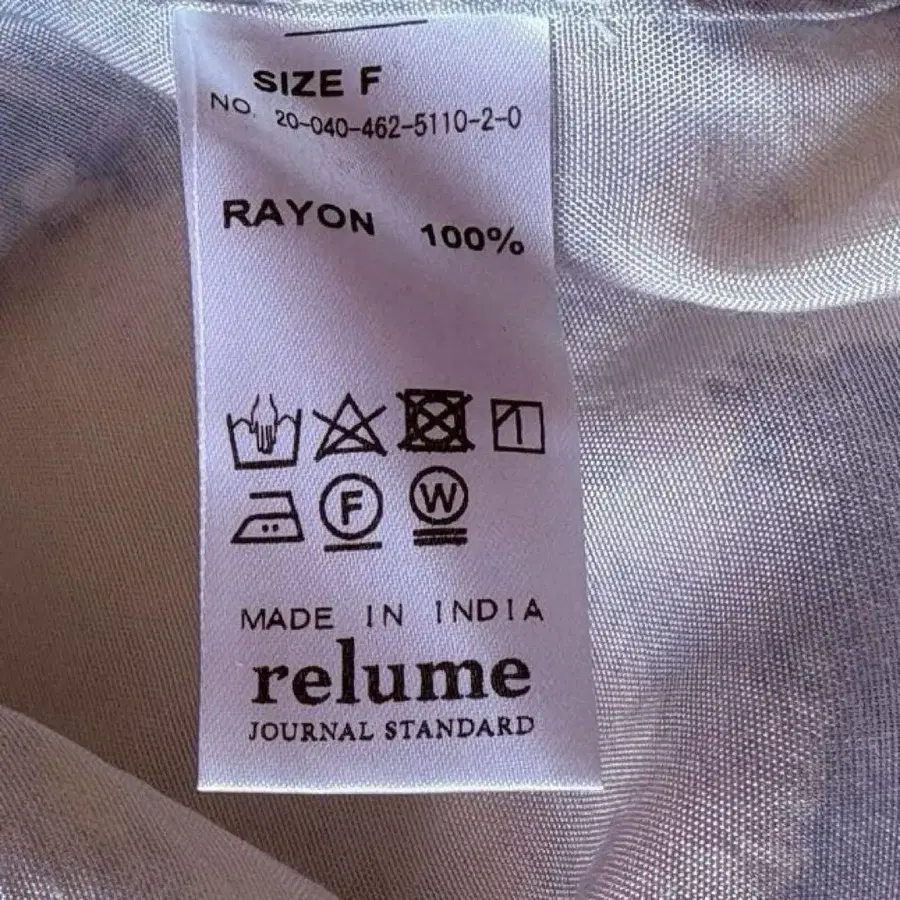 SIZE F
NO. 20-040-462-5110-2-0
RAYON 100%
F W
MADE IN INDIA
relume
JOURNAL STANDARD